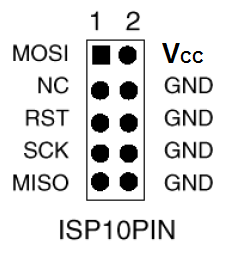 1 2
MOSI Vcc
NC GND
RST GND
SCK GND
MISO GND
ISP10PIN